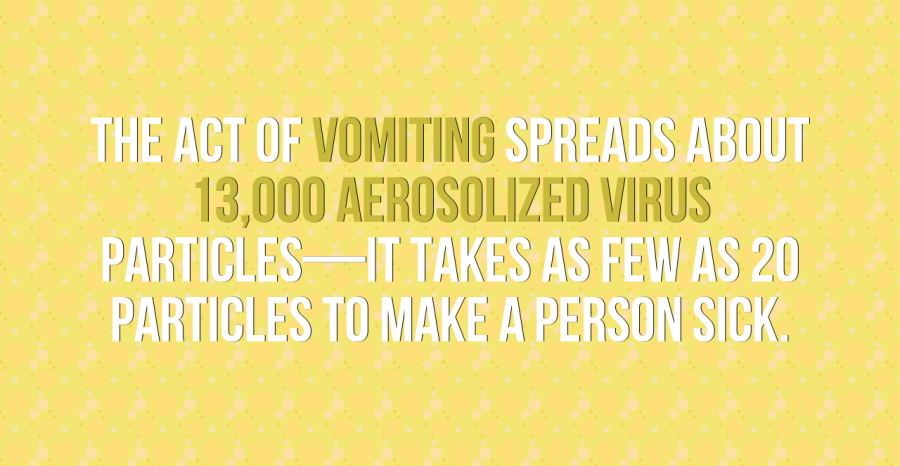 THE ACT OF VOMITING SPREADS ABOUT
13,000 AEROSOLIZED VIRUS
PARTICLES—IT TAKES AS FEW AS 20
PARTICLES TO MAKE A PERSON SICK.